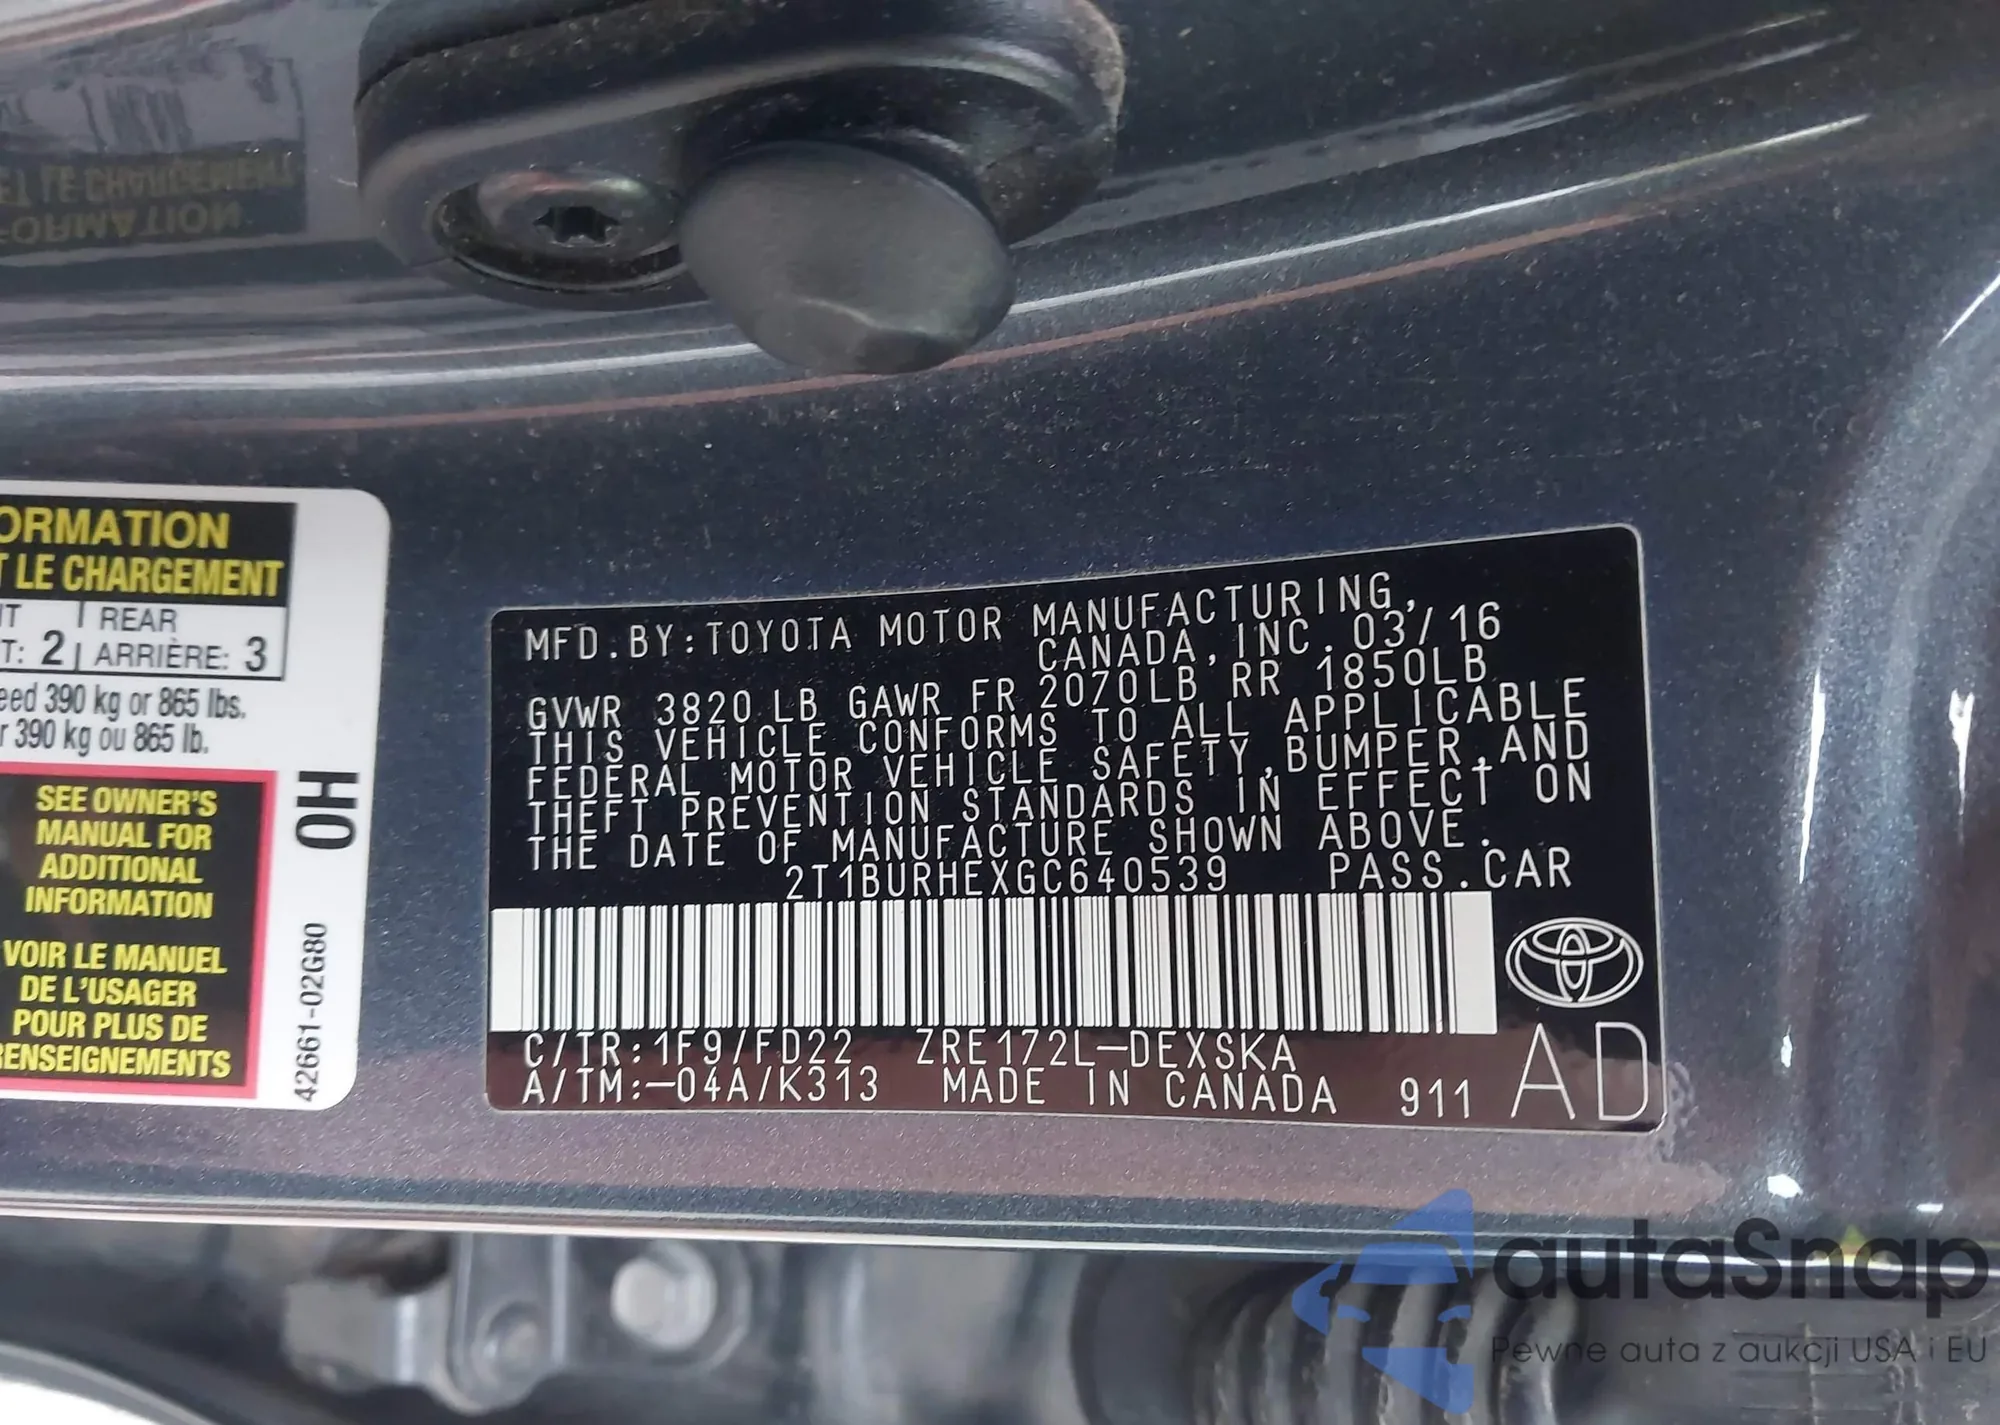 ORMATION
T LE CHARGEMENT
REAR
T: 2 ARRIÈRE: 3
eed 390 kg or 865 lbs.
r 390 kg ou 865 lb.
SEE OWNER'S
MANUAL FOR
ADDITIONAL
INFORMATION
VOIR LE MANUEL
DE L'USAGER
POUR PLUS DE
RENSEIGNEMENTS
OH
42661-02G80
MFD.BY:TOYOTA MOTOR MANUFACTURING,
CANADA,INC. 03/16
GVWR 3820 LB GAWR FR 2070LB RR 1850LB
THIS VEHICLE CONFORMS TO ALL APPLICABLE
FEDERAL MOTOR VEHICLE SAFETY,BUMPER,AND
THEFT PREVENTION STANDARDS IN EFFECT ON
THE DATE OF MANUFACTURE SHOWN ABOVE.
2T1BURHEXGC640539 PASS.CAR
C/TR:1F9/FD22 ZRE172L-DEXSKA
A/TM:-04A/K313 MADE IN CANADA 911
AD
autaSnap
Pewne auta z aukcji USA i EU